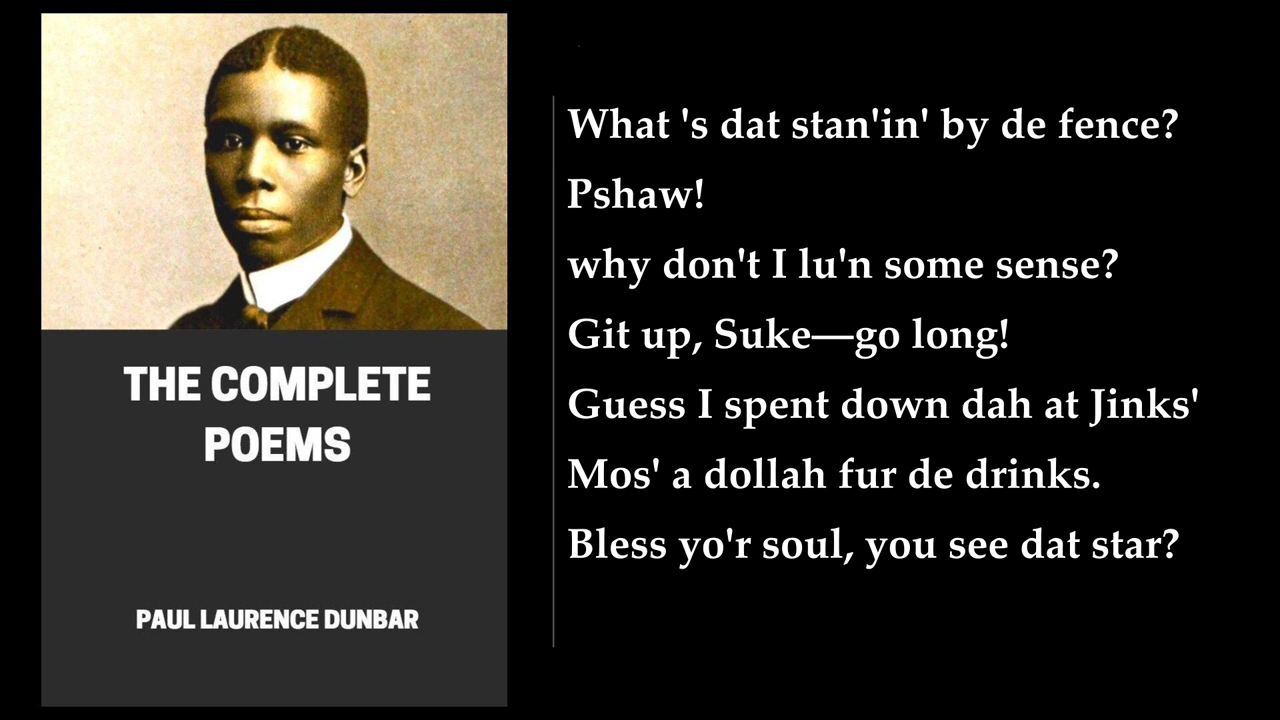 THE COMPLETE
POEMS
PAUL LAURENCE DUNBAR
What 's dat stan'in' by de fence?
Pshaw!
why don't I lu'n some sense?
Git up, Suke—go long!
Guess I spent down dah at Jinks'
Mos' a dollah fur de drinks.
Bless yo'r soul, you see dat star?